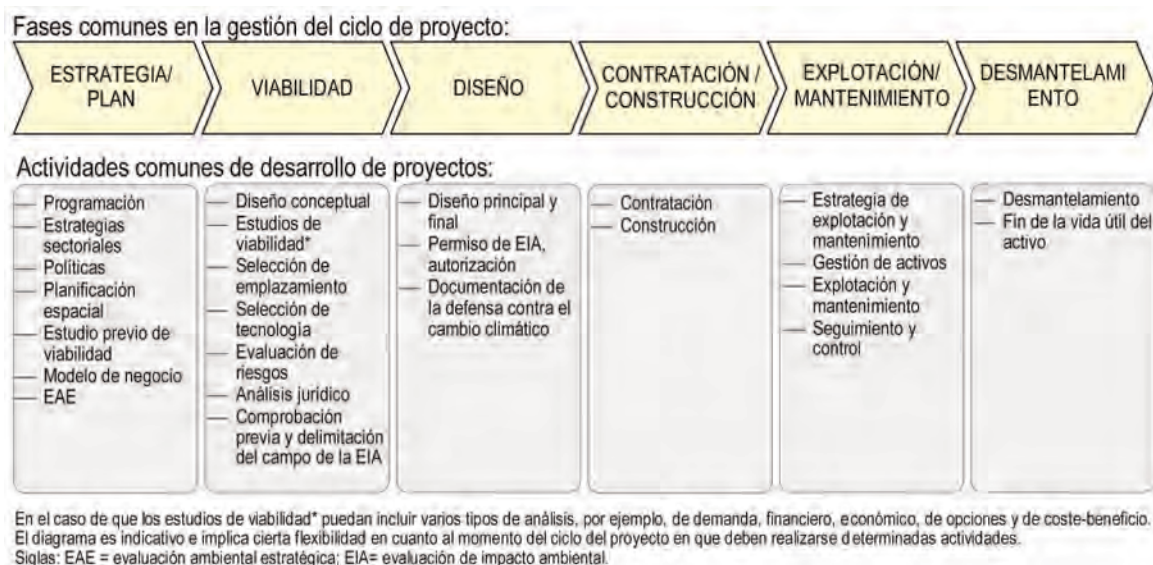 Fases comunes en la gestión del ciclo de proyecto:
ESTRATEGIA/
PLAN
VIABILIDAD
DISEÑO
CONTRATACIÓN /
CONSTRUCCIÓN
EXPLOTACIÓN/
MANTENIMIENTO
DESMANTELAMI
ENTO
Actividades comunes de desarrollo de proyectos:
— Programación
— Estrategias
sectoriales
— Políticas
— Planificación
espacial
— Estudio previo de
viabilidad
— Modelo de negocio
— EAE
— Diseño conceptual
— Estudios de
viabilidad*
— Selección de
emplazamiento
— Selección de
tecnología
— Evaluación de
riesgos
— Análisis jurídico
— Comprobación
previa y delimitación
del campo de la EIA
— Diseño principal y
final
— Permiso de EIA,
autorización
— Documentación de
la defensa contra el
cambio climático
— Contratación
— Construcción
— Estrategia de
explotación y
mantenimiento
— Gestión de activos
— Explotación y
mantenimiento
— Seguimiento y
control
— Desmantelamiento
— Fin de la vida útil del
activo
En el caso de que los estudios de viabilidad* puedan incluir varios tipos de análisis, por ejemplo, de demanda, financiero, económico, de opciones y de coste-beneficio.
El diagrama es indicativo e implica cierta flexibilidad en cuanto al momento del ciclo del proyecto en que deben realizarse determinadas actividades.
Siglas: EAE = evaluación ambiental estratégica; EIA= evaluación de impacto ambiental.